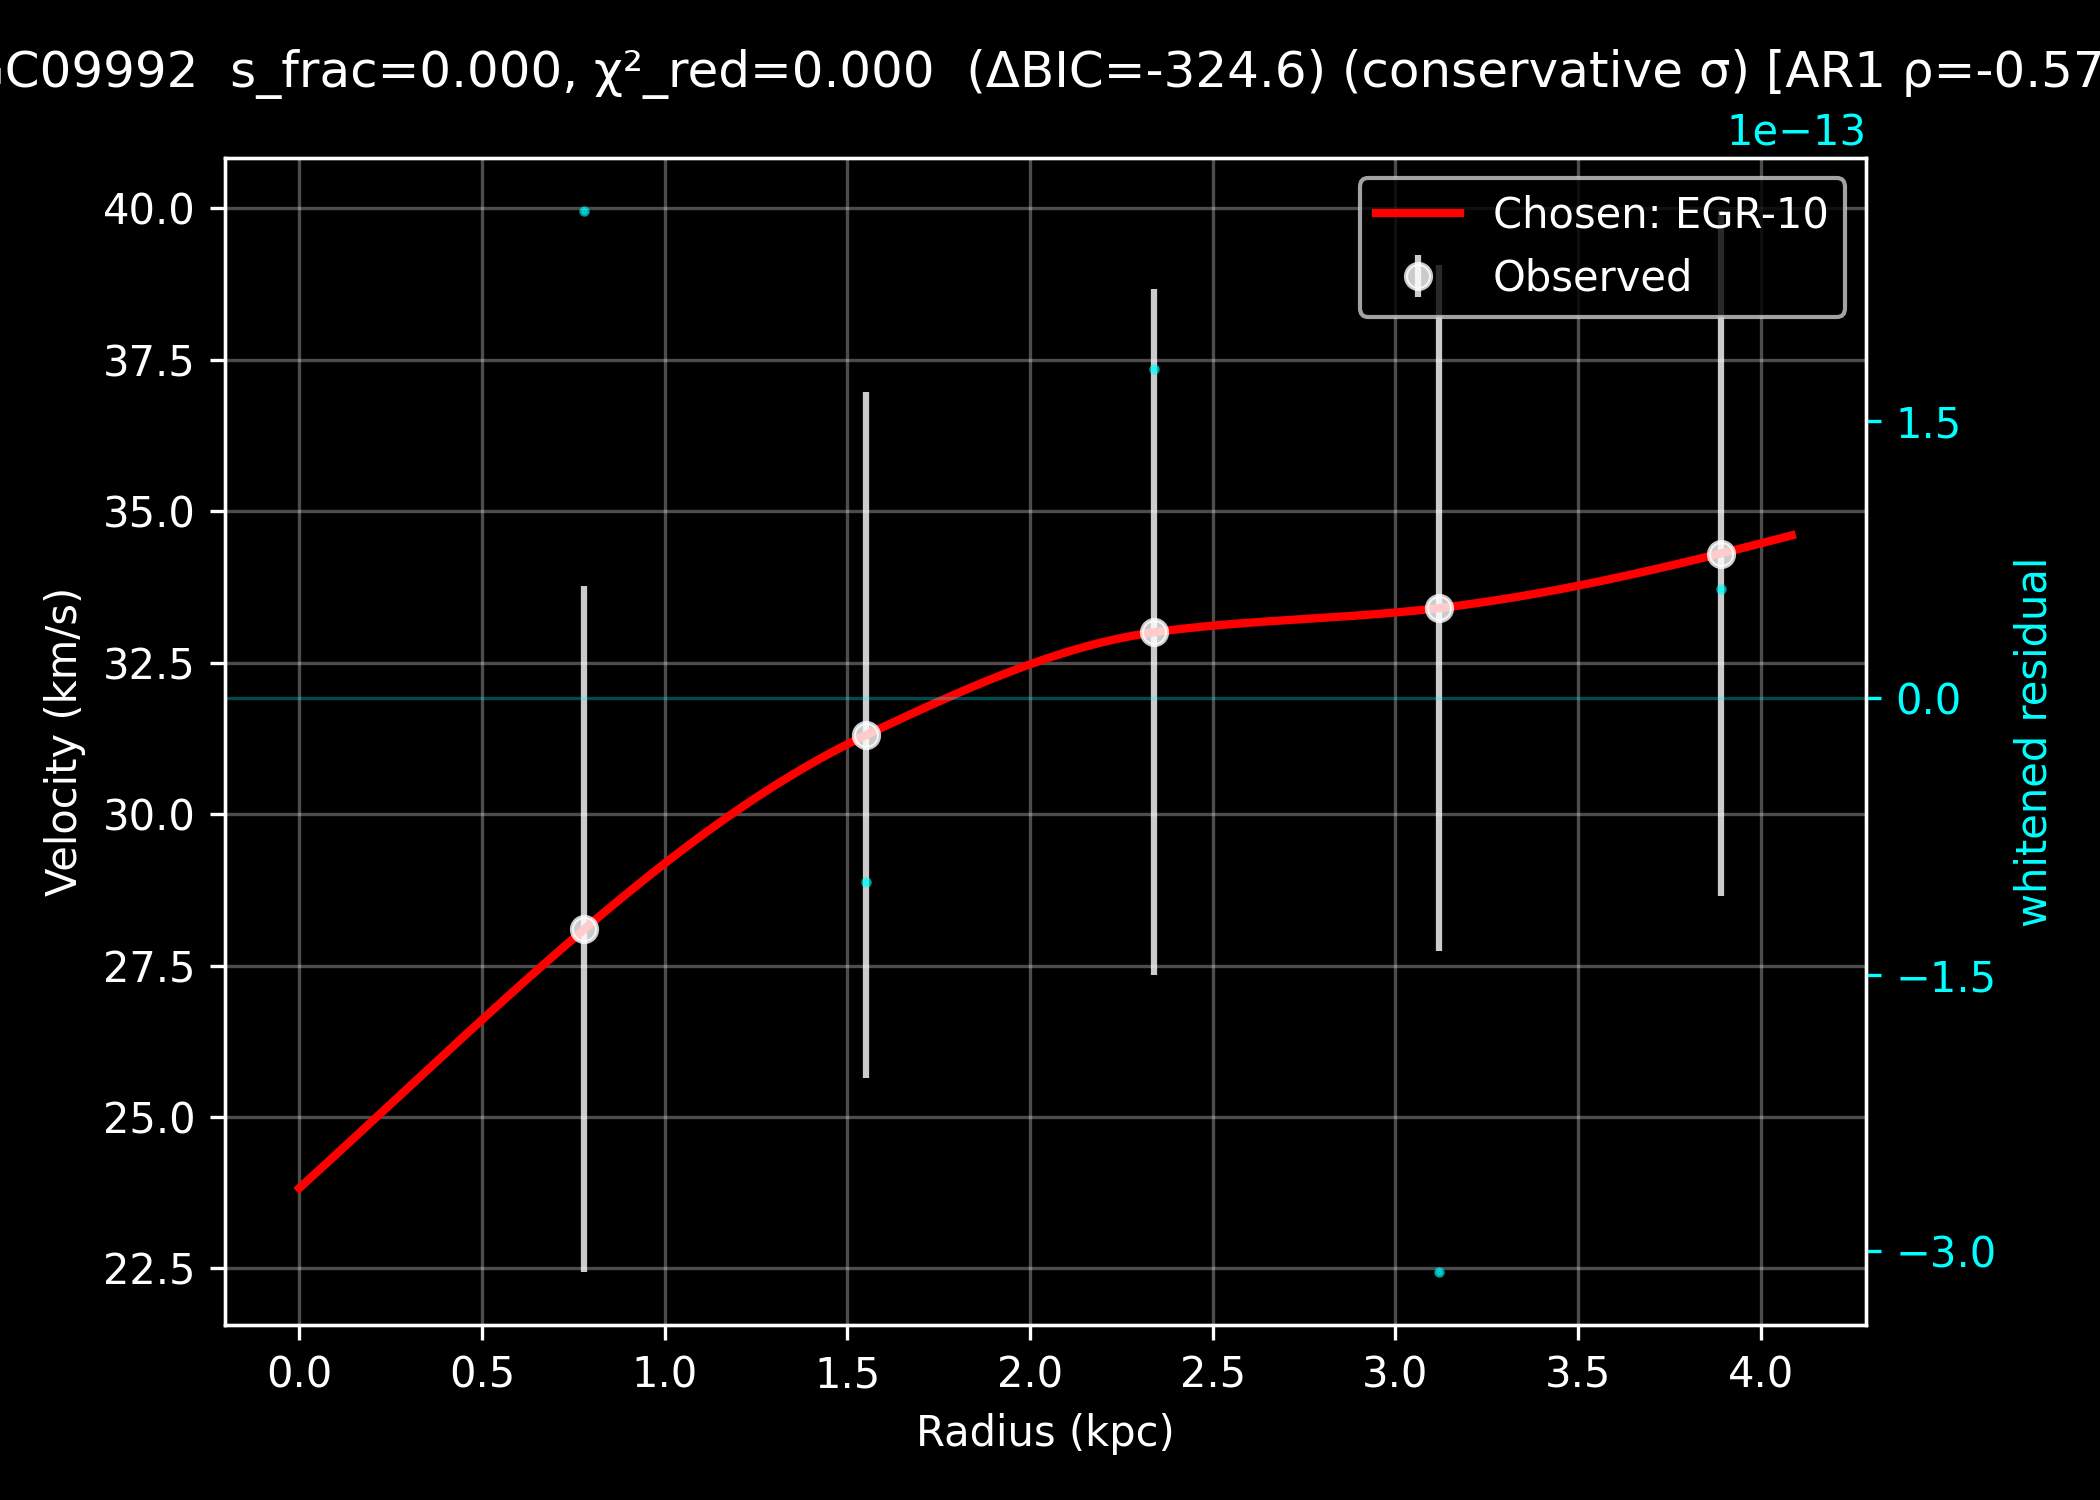 C09992 s_frac=0.000, χ²_red=0.000 (ΔBIC=-324.6) (conservative σ) [AR1 ρ=-0.57
1e−13
Chosen: EGR-10
Observed
40.0
37.5
35.0
32.5
30.0
27.5
25.0
22.5
Velocity (km/s)
1.5
0.0
−1.5
−3.0
whitened residual
0.0 0.5 1.0 1.5 2.0 2.5 3.0 3.5 4.0
Radius (kpc)